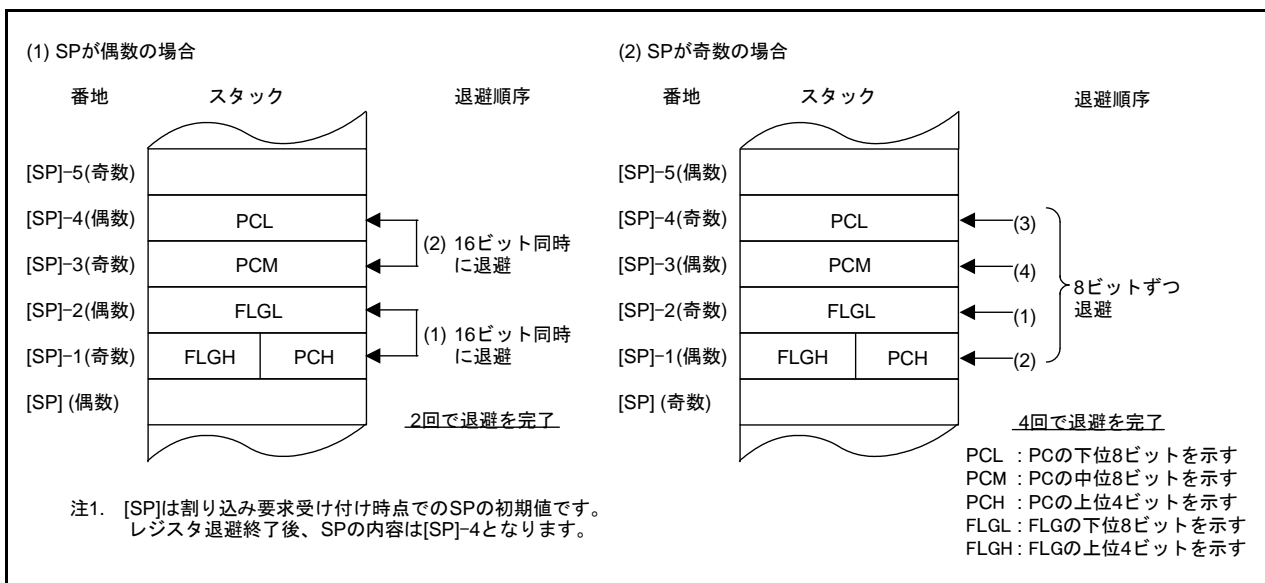 (1) SPが偶数の場合
番地 スタック 退避順序
[SP]−5(奇数)
[SP]−4(偶数) PCL
[SP]−3(奇数) PCM
(2) 16ビット同時
に退避
[SP]−2(偶数) FLGL
[SP]−1(奇数) FLGH PCH
(1) 16ビット同時
に退避
[SP] (偶数)
2回で退避を完了
(2) SPが奇数の場合
番地 スタック 退避順序
[SP]−5(偶数)
[SP]−4(奇数) PCL (3)
[SP]−3(偶数) PCM (4)
[SP]−2(奇数) FLGL (1)
[SP]−1(偶数) FLGH PCH (2)
8ビットずつ
退避
[SP] (奇数)
4回で退避を完了
PCL : PCの下位8ビットを示す
PCM : PCの中位8ビットを示す
PCH : PCの上位4ビットを示す
FLGL : FLGの下位8ビットを示す
FLGH : FLGの上位4ビットを示す
注1. [SP]は割り込み要求受け付け時点でのSPの初期値です。
レジスタ退避終了後、SPの内容は[SP]−4となります。